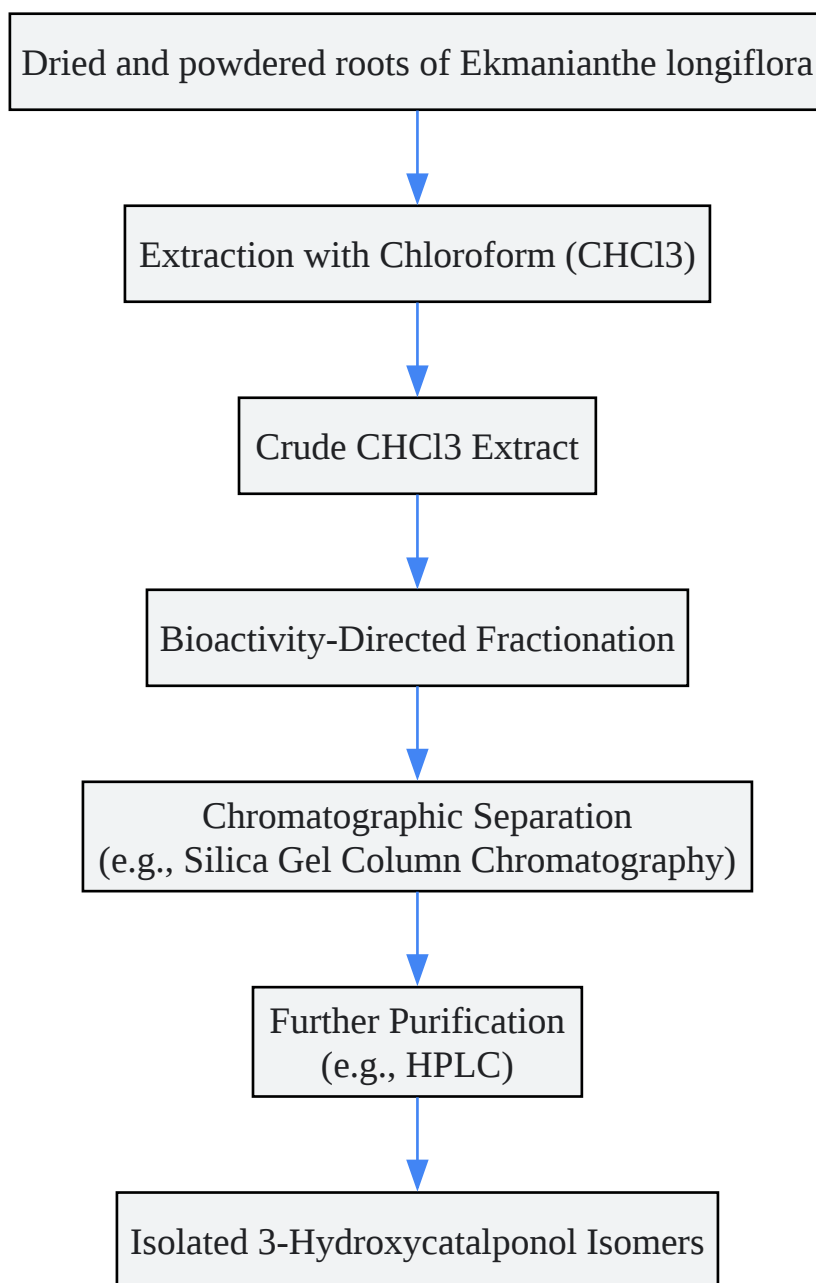 Dried and powdered roots of Ekmanianthe longiflora
Extraction with Chloroform (CHCl3)
Crude CHCl3 Extract
Bioactivity-Directed Fractionation
Chromatographic Separation
(e.g., Silica Gel Column Chromatography)
Further Purification
(e.g., HPLC)
Isolated 3-Hydroxycatalponol Isomers